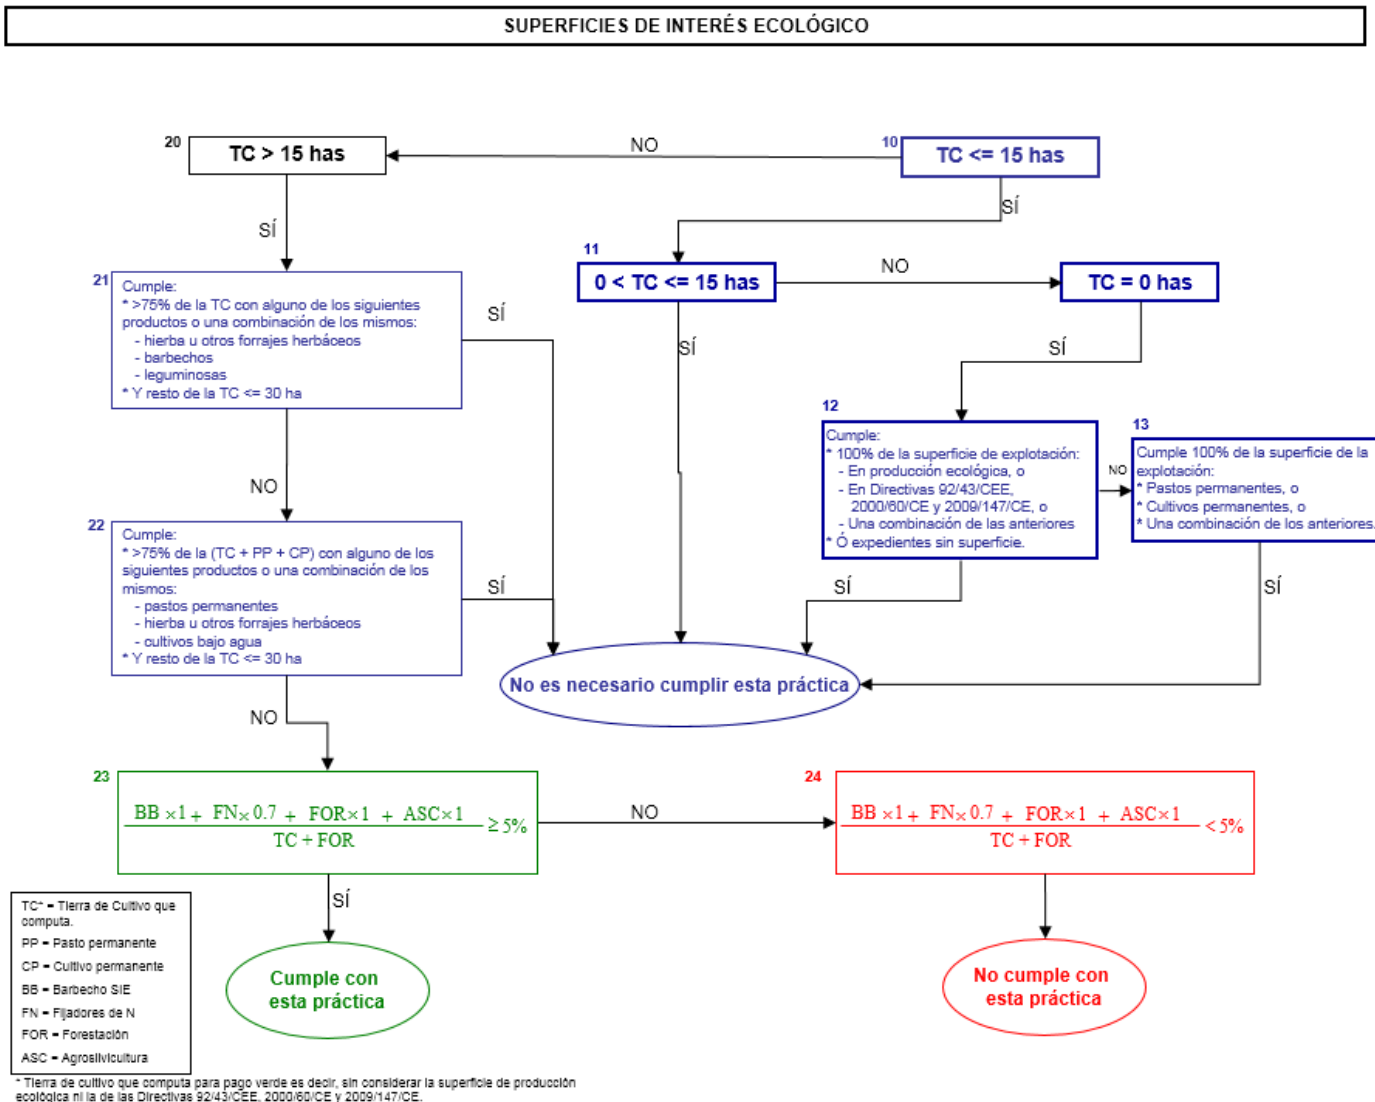 SUPERFICIES DE INTERÉS ECOLÓGICO
20
TC > 15 has
NO
10
TC <= 15 has
SÍ
SÍ
11
0 < TC <= 15 has
NO
TC = 0 has
21
Cumple:
* >75% de la TC con alguno de los siguientes
productos o una combinación de los mismos:
- hierba u otros forrajes herbáceos
- barbechos
- leguminosas
* Y resto de la TC <= 30 ha
SÍ
SÍ
SÍ
12
Cumple:
* 100% de la superficie de explotación:
- En producción ecológica, o
- En Directivas 92/43/CEE,
2000/60/CE y 2009/147/CE, o
- Una combinación de las anteriores
* Ó expedientes sin superficie.
NO
13
Cumple 100% de la superficie de la
explotación:
* Pastos permanentes, o
* Cultivos permanentes, o
* Una combinación de los anteriores.
NO
22
Cumple:
* >75% de la (TC + PP + CP) con alguno de los
siguientes productos o una combinación de los
mismos:
- pastos permanentes
- hierba u otros forrajes herbáceos
- cultivos bajo agua
* Y resto de la TC <= 30 ha
SÍ
SÍ
SÍ
No es necesario cumplir esta práctica
NO
23
BB ×1 + FN× 0.7 + FOR×1 + ASC×1
TC + FOR
≥ 5%
NO
24
BB ×1 + FN× 0.7 + FOR×1 + ASC×1
TC + FOR
< 5%
SÍ
Cumple con
esta práctica
No cumple con
esta práctica
TC* = Tierra de Cultivo que
computa.
PP = Pasto permanente
CP = Cultivo permanente
BB = Barbecho SIE
FN = Fijadores de N
FOR = Forestación
ASC = Agrosilvicultura
* Tierra de cultivo que computa para pago verde es decir, sin considerar la superficie de producción
ecológica ni la de las Directivas 92/43/CEE, 2000/60/CE y 2009/147/CE.